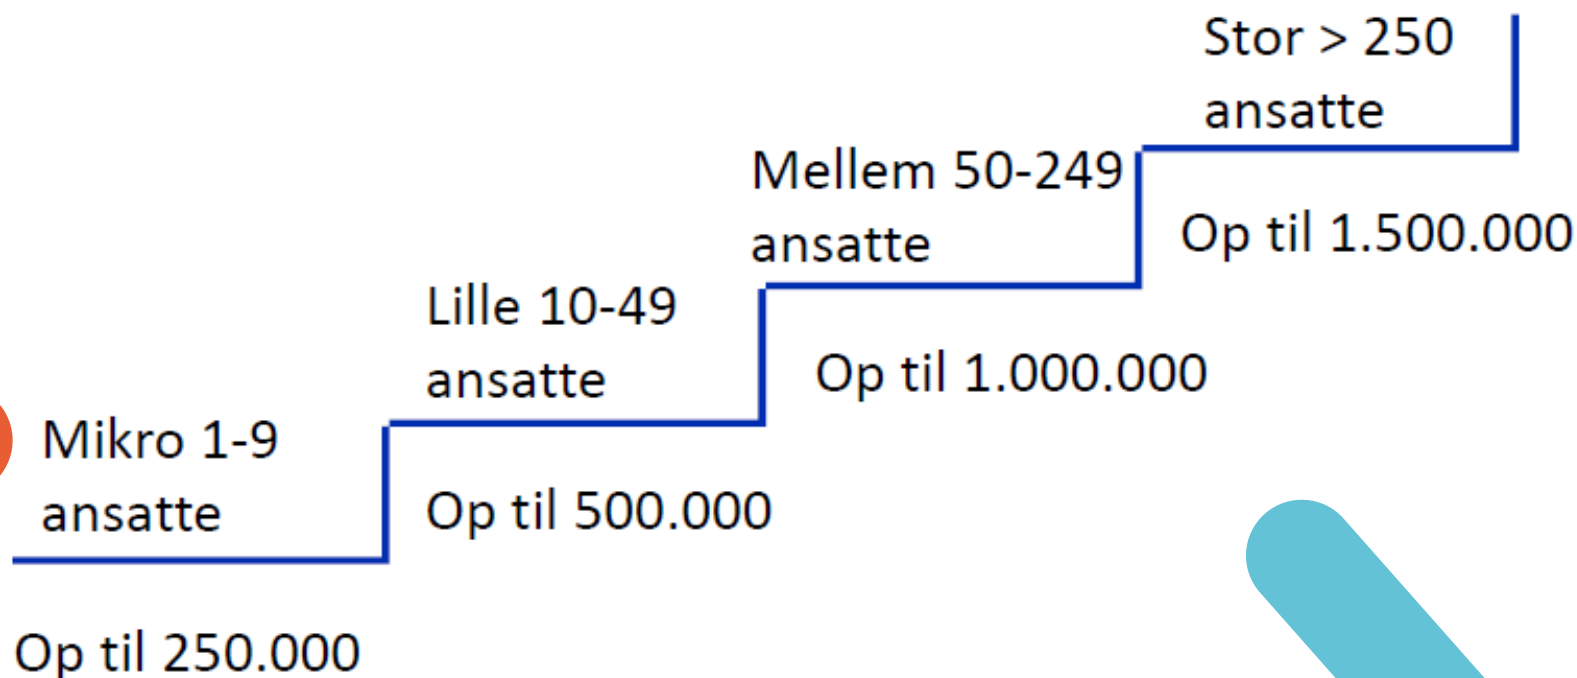 Mikro 1-9
ansatte
Op til 250.000
Lille 10-49
ansatte
Op til 500.000
Mellem 50-249
ansatte
Op til 1.000.000
Stor > 250
ansatte
Op til 1.500.000